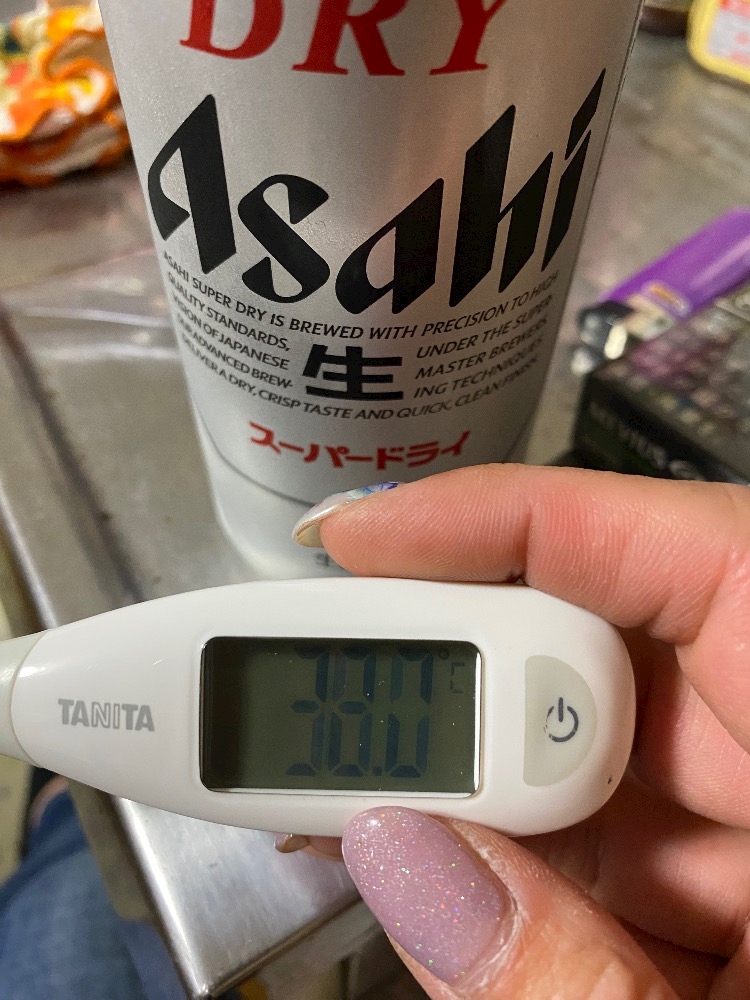 DRY
Asahi
ASAHI SUPER DRY IS BREWED WITH PRECISION TO HIGH
QUALITY STANDARDS, UNDER THE SUPER-
VISION OF JAPANESE MASTER BREWERS.
OUR ADVANCED BREW- ING TECHNIQUES
DELIVER A DRY, CRISP TASTE AND QUICK, CLEAN FINISH.
生
スーパードライ
TANITA
38.0 °C